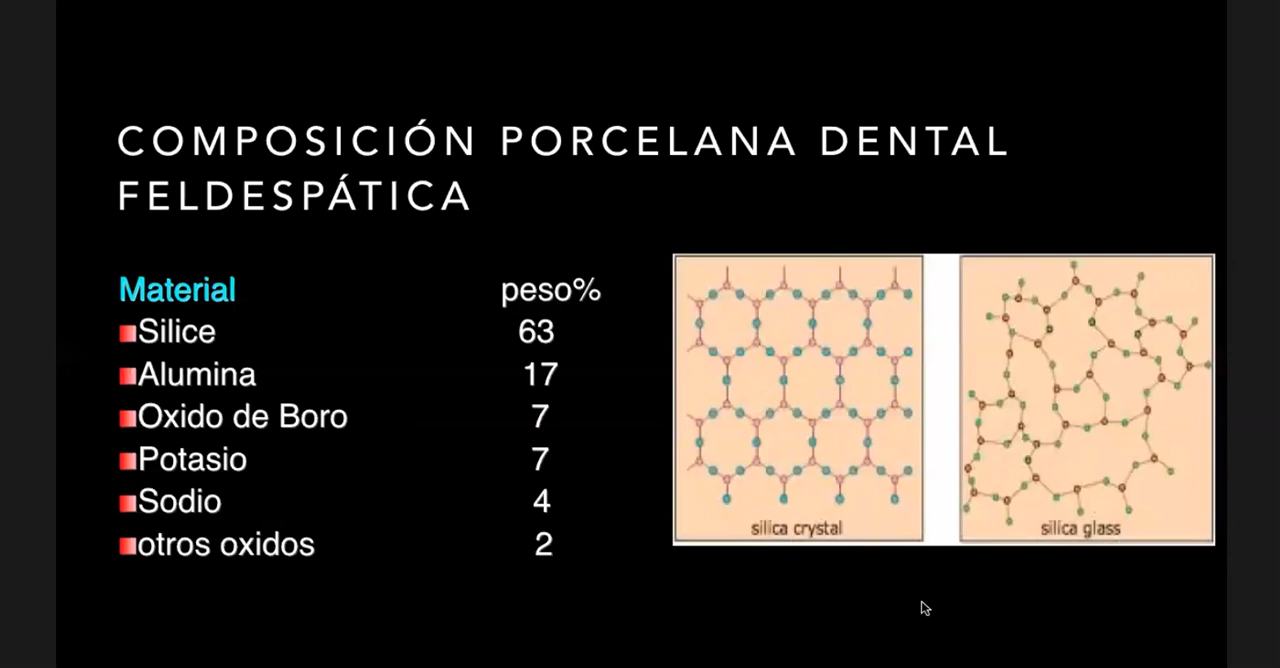 COMPOSICIÓN PORCELANA DENTAL
FELDESPÁTICA
Material peso%
Silice 63
Alumina 17
Oxido de Boro 7
Potasio 7
Sodio 4
otros oxidos 2
silica crystal
silica glass